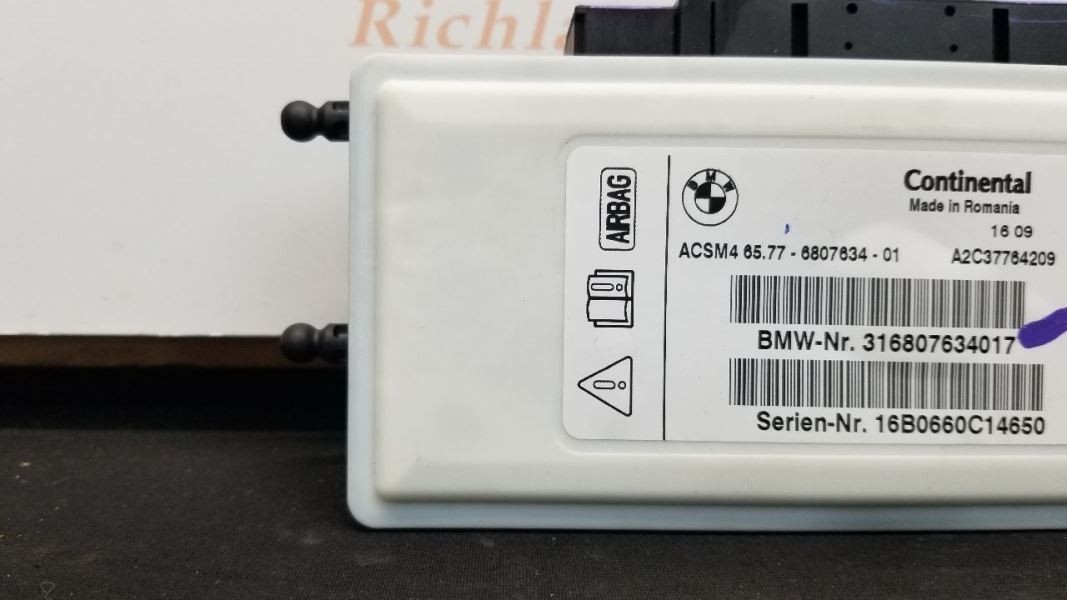 Richla
AIRBAG
BMW
Continental
Made in Romania
16 09
ACSM4 65.77 - 6807634 - 01 A2C37764209
BMW-Nr. 316807634017
Serien-Nr. 16B0660C14650